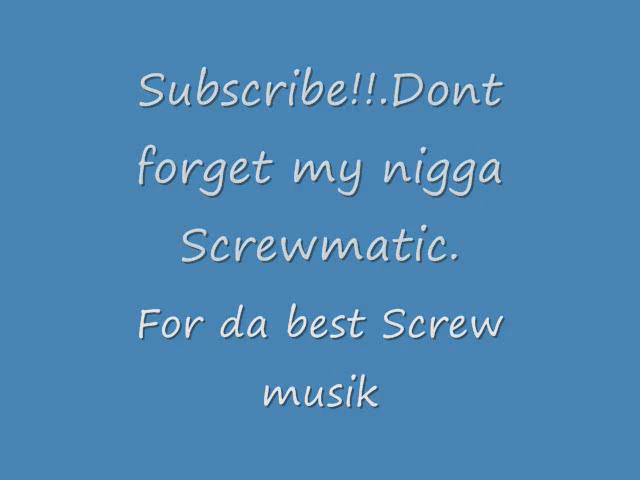 Subscribe!!.Dont
forget my nigga
Screwmatic.
For da best Screw
musik